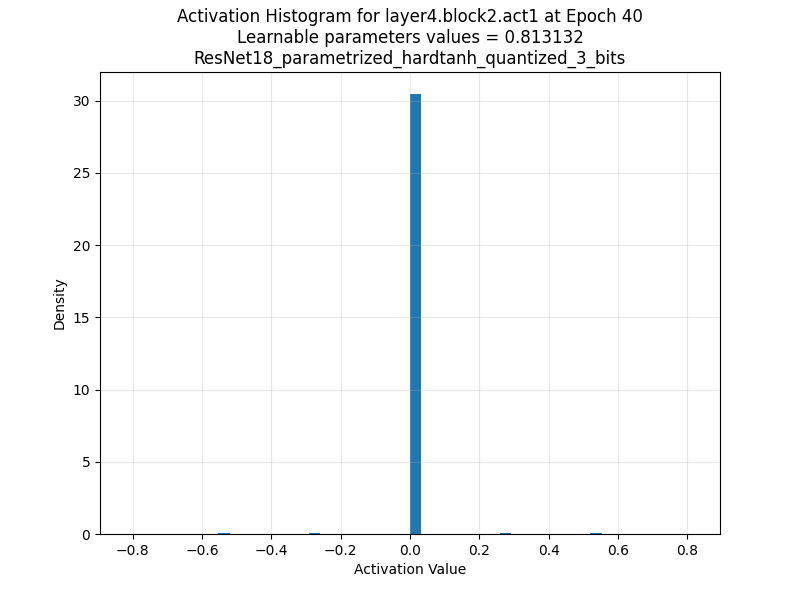 Activation Histogram for layer4.block2.act1 at Epoch 40
Learnable parameters values = 0.813132
ResNet18_parametrized_hardtanh_quantized_3_bits
30
25
20
15
10
5
0
Density
−0.8 −0.6 −0.4 −0.2 0.0 0.2 0.4 0.6 0.8
Activation Value